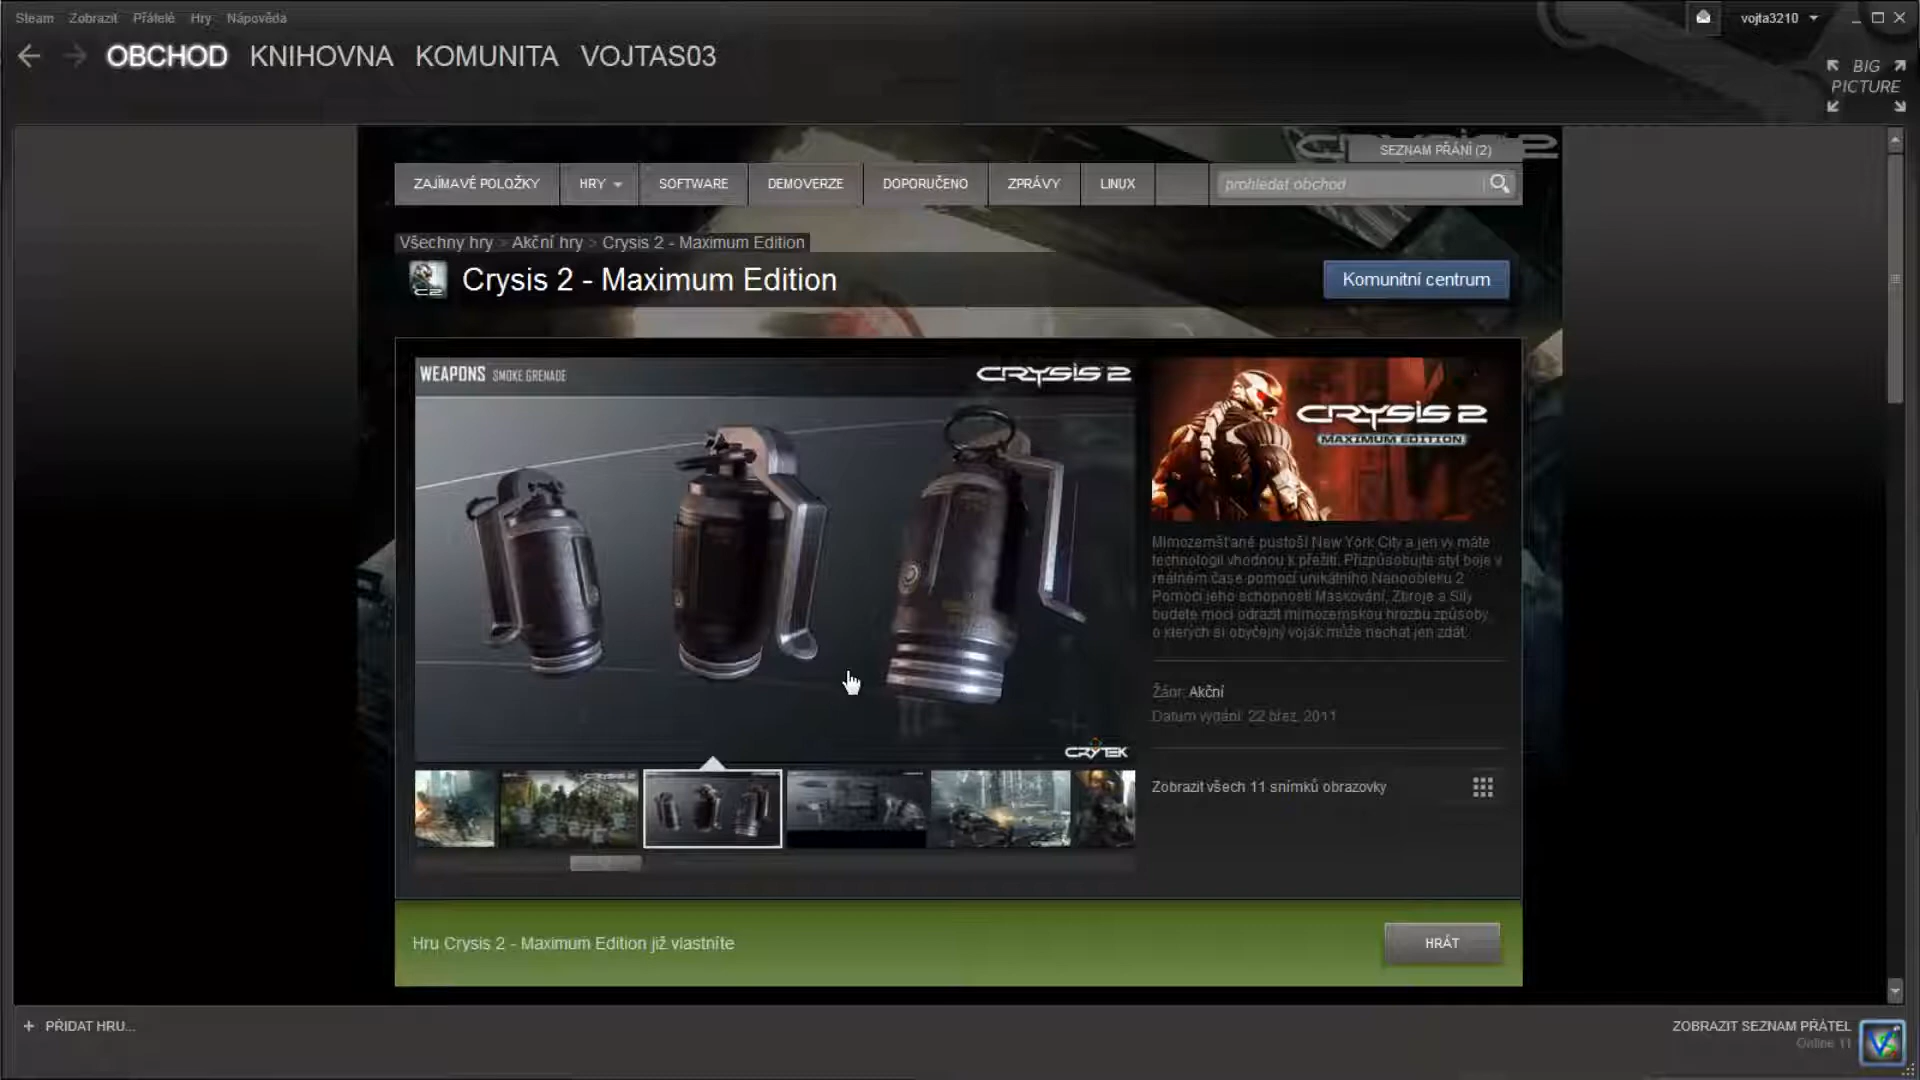 Steam Zobrazit Přátelé Hry Nápověda
vojta3210
OBCHOD KNIHOVNA KOMUNITA VOJTAS03
BIG
PICTURE
CRYSIS 2
SEZNAM PŘÁNÍ (2)
ZAJÍMAVÉ POLOŽKY HRY SOFTWARE DEMOVERZE DOPORUČENO ZPRÁVY LINUX prohledat obchod
Všechny hry > Akční hry > Crysis 2 - Maximum Edition
Crysis 2 - Maximum Edition
Komunitní centrum
WEAPONS SMOKE GRENADE
CRYSIS 2
CRYSIS 2
MAXIMUM EDITION
Mimozemšťané pustoší New York City a jen vy máte
technologii vhodnou k přežití. Přizpůsobujte styl boje v
reálném čase pomocí unikátního Nanoobleku 2
Pomocí jeho schopností Maskování, Zbroje a Síly
budete moci odrazit mimozemskou hrozbu způsoby,
o kterých si obyčejný voják může nechat jen zdát.
Žánr: Akční
Datum vydání: 22 břez. 2011
CRYTEK
Zobrazit všech 11 snímků obrazovky
Hru Crysis 2 - Maximum Edition již vlastníte
HRÁT
+ PŘIDAT HRU...
ZOBRAZIT SEZNAM PŘÁTEL
Online 11